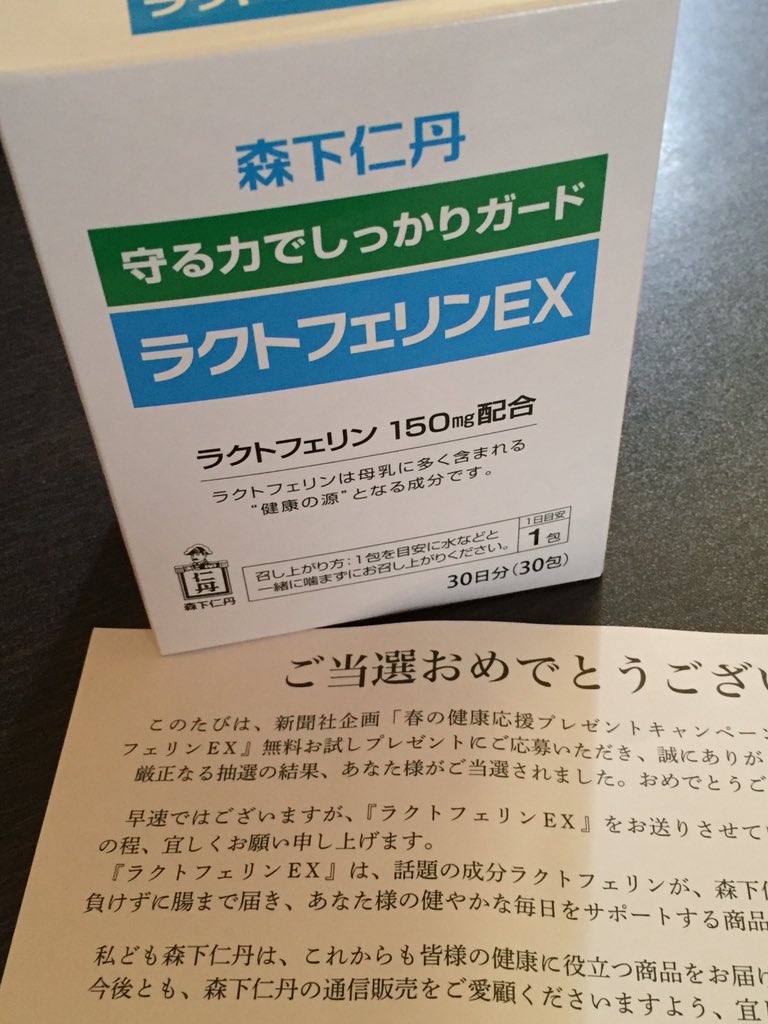 森下仁丹
守る力でしっかりガード
ラクトフェリンEX
ラクトフェリン 150mg配合
ラクトフェリンは母乳に多く含まれる
“健康の源”となる成分です。
召し上がり方：1包を目安に水などと
一緒に噛まずにお召し上がりください。
1日目安
1包
仁丹
森下仁丹
30日分（30包）
ご当選おめでとうござい
このたびは、新聞社企画「春の健康応援プレゼントキャンペーン
フェリンEX』無料お試しプレゼントにご応募いただき、誠にありが
厳正なる抽選の結果、あなた様がご当選されました。おめでとうご
早速ではございますが、『ラクトフェリンEX』をお送りさせてい
の程、宜しくお願い申し上げます。
『ラクトフェリンEX』は、話題の成分ラクトフェリンが、森下仁
負けずに腸まで届き、あなた様の健やかな毎日をサポートする商品
私ども森下仁丹は、これからも皆様の健康に役立つ商品をお届け
今後とも、森下仁丹の通信販売をご愛顧くださいますよう、宜し